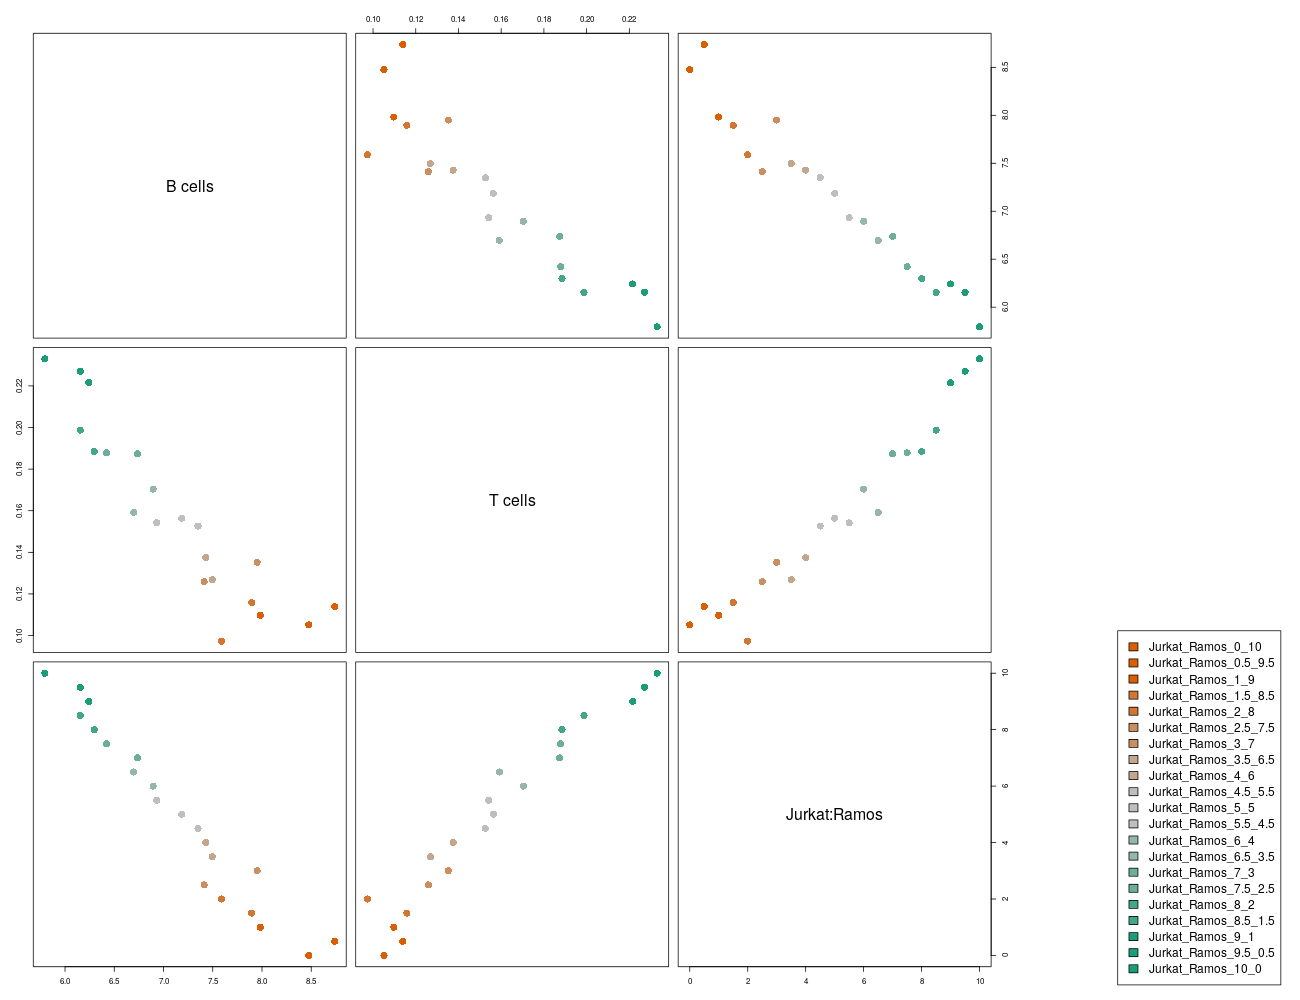 0.10 0.12 0.14 0.16 0.18 0.20 0.22
B cells
8.5
8.0
7.5
7.0
6.5
6.0
0.22
0.20
0.18
0.16
0.14
0.12
0.10
T cells
Jurkat:Ramos
10
8
6
4
2
0
6.0 6.5 7.0 7.5 8.0 8.5
0 2 4 6 8 10
Jurkat_Ramos_0_10
Jurkat_Ramos_0.5_9.5
Jurkat_Ramos_1_9
Jurkat_Ramos_1.5_8.5
Jurkat_Ramos_2_8
Jurkat_Ramos_2.5_7.5
Jurkat_Ramos_3_7
Jurkat_Ramos_3.5_6.5
Jurkat_Ramos_4_6
Jurkat_Ramos_4.5_5.5
Jurkat_Ramos_5_5
Jurkat_Ramos_5.5_4.5
Jurkat_Ramos_6_4
Jurkat_Ramos_6.5_3.5
Jurkat_Ramos_7_3
Jurkat_Ramos_7.5_2.5
Jurkat_Ramos_8_2
Jurkat_Ramos_8.5_1.5
Jurkat_Ramos_9_1
Jurkat_Ramos_9.5_0.5
Jurkat_Ramos_10_0